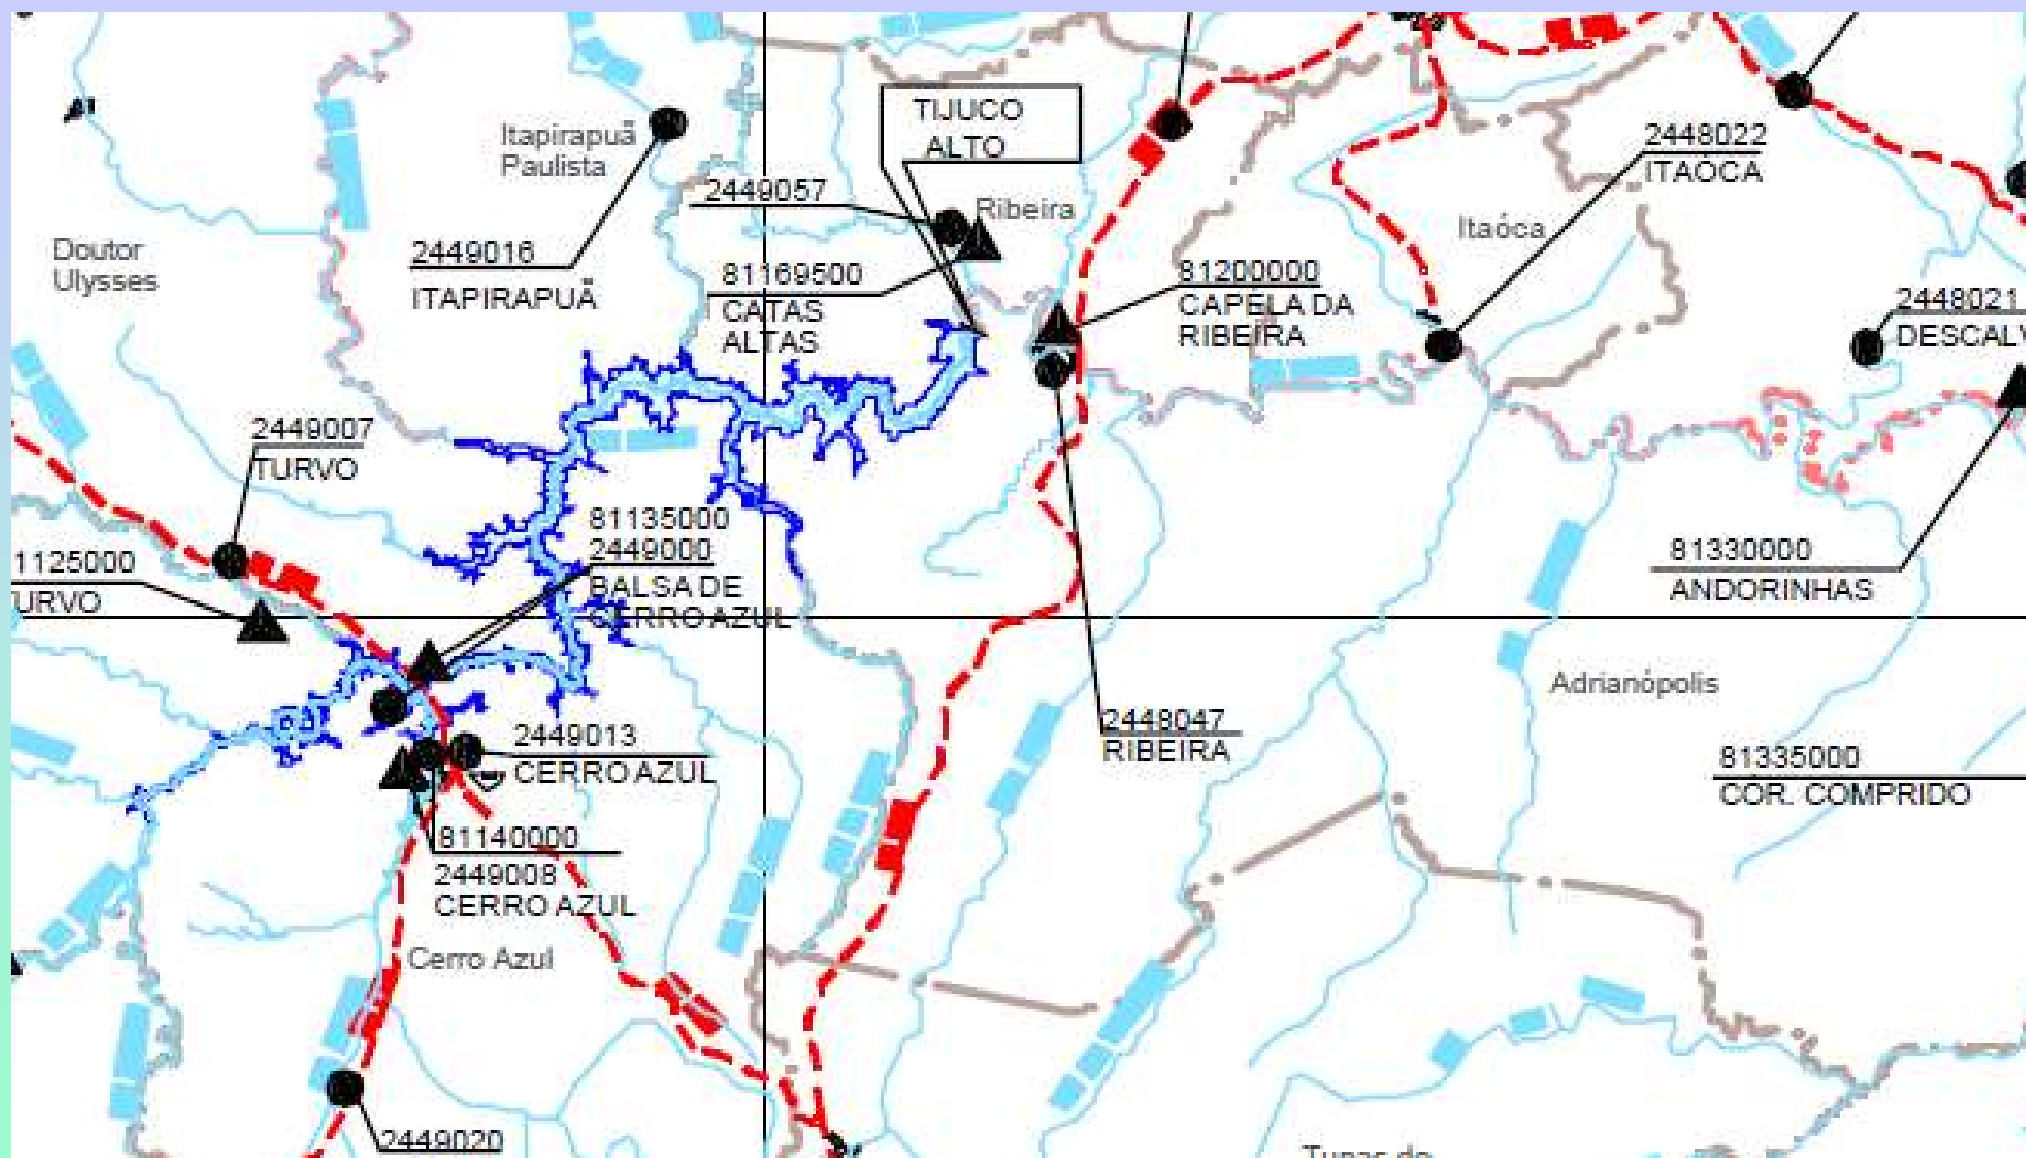 TIJUCO
ALTO
Itapirapuã
Paulista
2448022
ITAÓCA
2449057
Ribeira
Itaóca
Doutor
Ulysses
2449016
ITAPIRAPUÃ
81169500
CATAS
ALTAS
81200000
CAPELA DA
RIBEIRA
2448021
DESCALV
2449007
TURVO
81135000
2449000
BALSA DE
CERRO AZUL
1125000
URVO
81330000
ANDORINHAS
Adrianópolis
2448047
RIBEIRA
2449013
CERRO AZUL
81335000
COR. COMPRIDO
81140000
2449008
CERRO AZUL
Cerro Azul
2449020
Tunas do